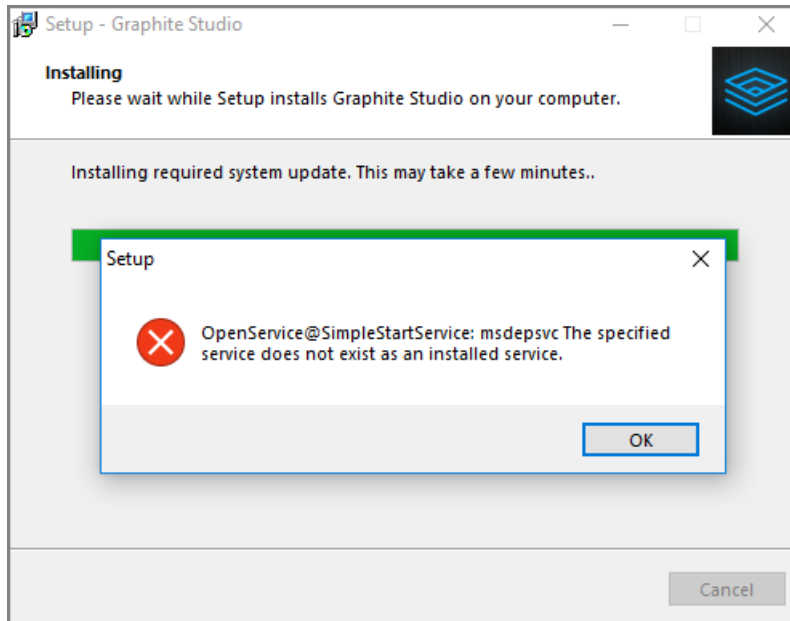 Setup - Graphite Studio
Installing
Please wait while Setup installs Graphite Studio on your computer.
Installing required system update. This may take a few minutes..
Setup
OpenService@SimpleStartService: msdepsvc The specified
service does not exist as an installed service.
OK
Cancel